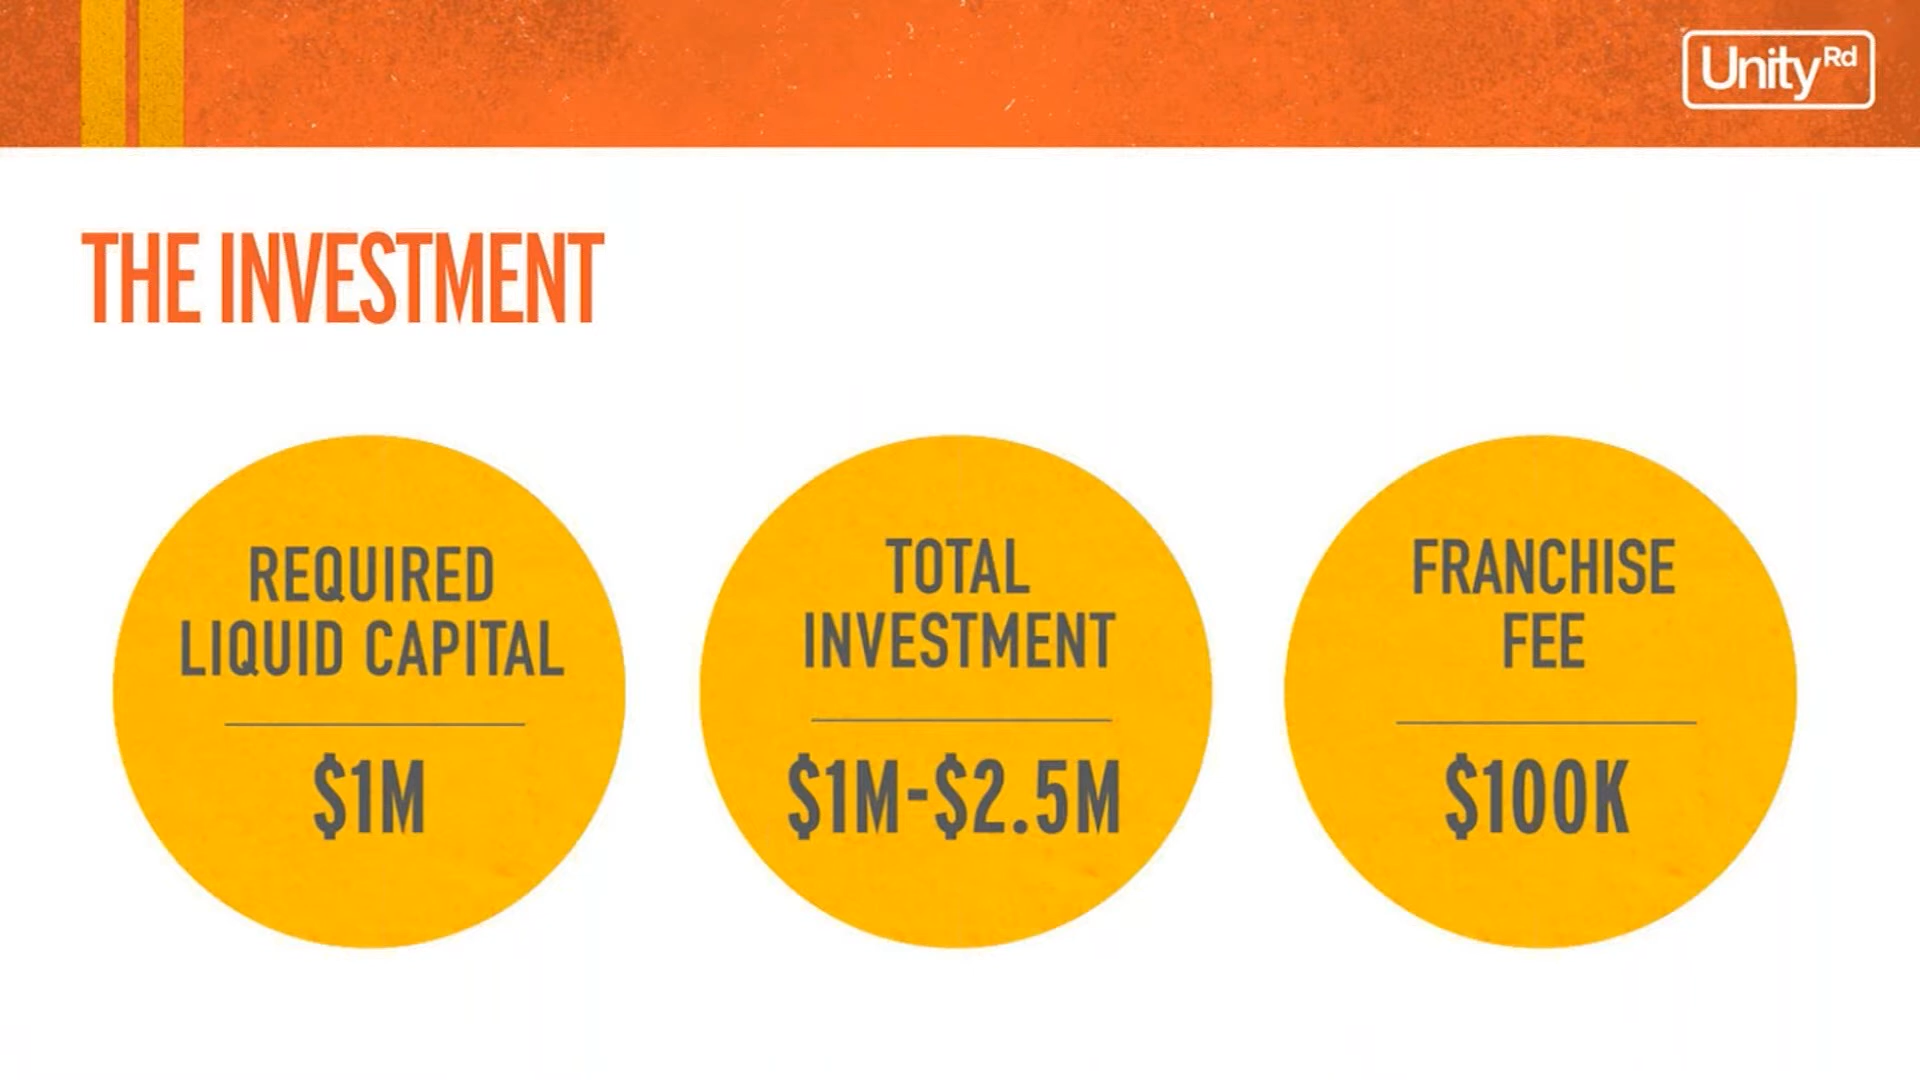 Unity Rd
THE INVESTMENT
REQUIRED
LIQUID CAPITAL
$1M
TOTAL
INVESTMENT
$1M-$2.5M
FRANCHISE
FEE
$100K